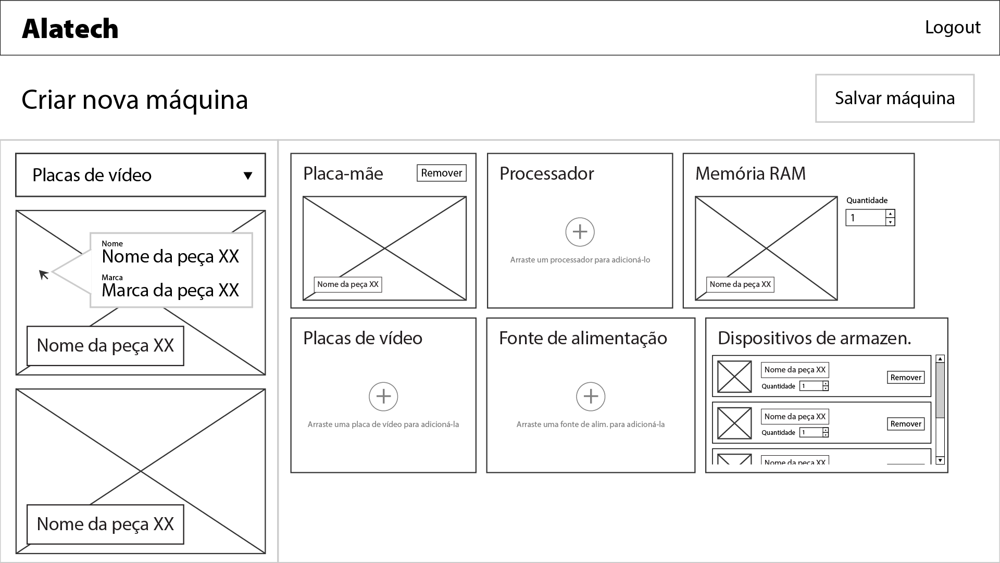 Alatech
Logout
Criar nova máquina
Salvar máquina
Placas de vídeo
Nome
Nome da peça XX
Marca
Marca da peça XX
Nome da peça XX
Nome da peça XX
Placa-mãe
Remover
Nome da peça XX
Processador
Arraste um processador para adicioná-lo
Memória RAM
Quantidade
1
Nome da peça XX
Placas de vídeo
Arraste uma placa de vídeo para adicioná-la
Fonte de alimentação
Arraste uma fonte de alim. para adicioná-la
Dispositivos de armazen.
Nome da peça XX
Quantidade 1
Remover
Nome da peça XX
Quantidade 1
Remover
Nome da peça XX